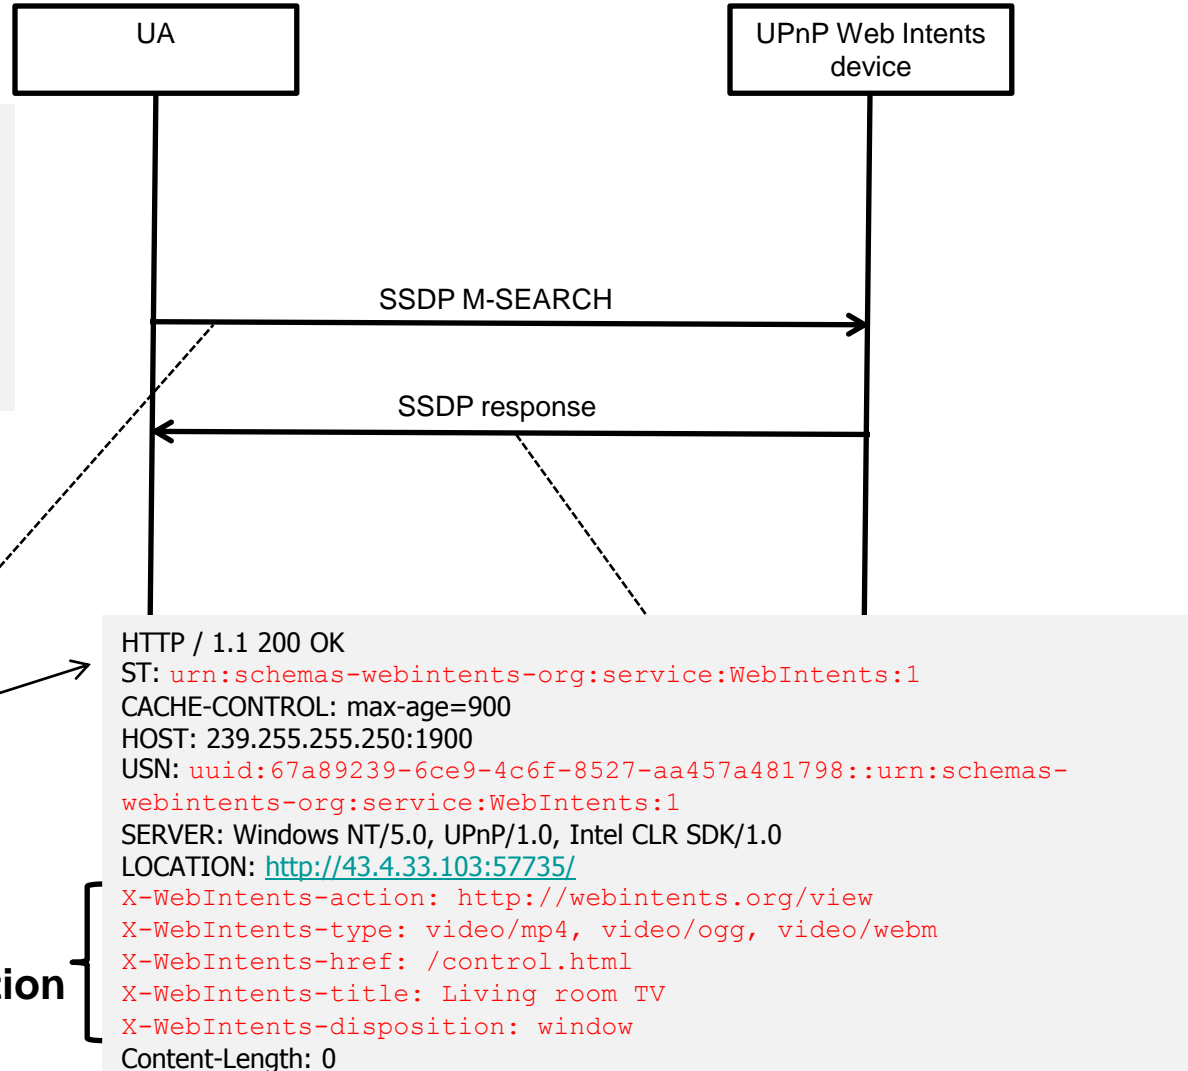 UA
UPnP Web Intents
device
SSDP M-SEARCH
SSDP response
HTTP / 1.1 200 OK
ST: urn:schemas-webintents-org:service:WebIntents:1
CACHE-CONTROL: max-age=900
HOST: 239.255.255.250:1900
USN: uuid:67a89239-6ce9-4c6f-8527-aa457a481798::urn:schemas-
webintents-org:service:WebIntents:1
SERVER: Windows NT/5.0, UPnP/1.0, Intel CLR SDK/1.0
LOCATION: http://43.4.33.103:57735/
X-WebIntents-action: http://webintents.org/view
X-WebIntents-type: video/mp4, video/ogg, video/webm
X-WebIntents-href: /control.html
tion
X-WebIntents-title: Living room TV
X-WebIntents-disposition: window
Content-Length: 0